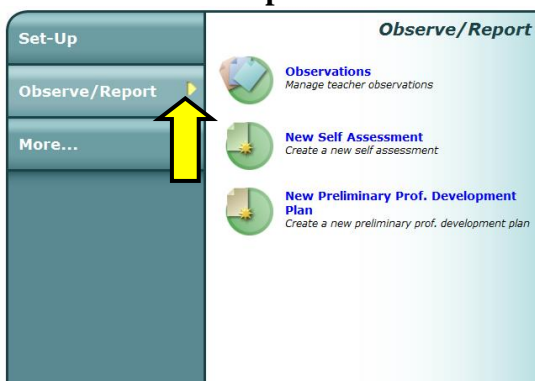 Set-Up
Observe/Report
More...
Observe/Report
Observations
Manage teacher observations
New Self Assessment
Create a new self assessment
New Preliminary Prof. Development
Plan
Create a new preliminary prof. development plan